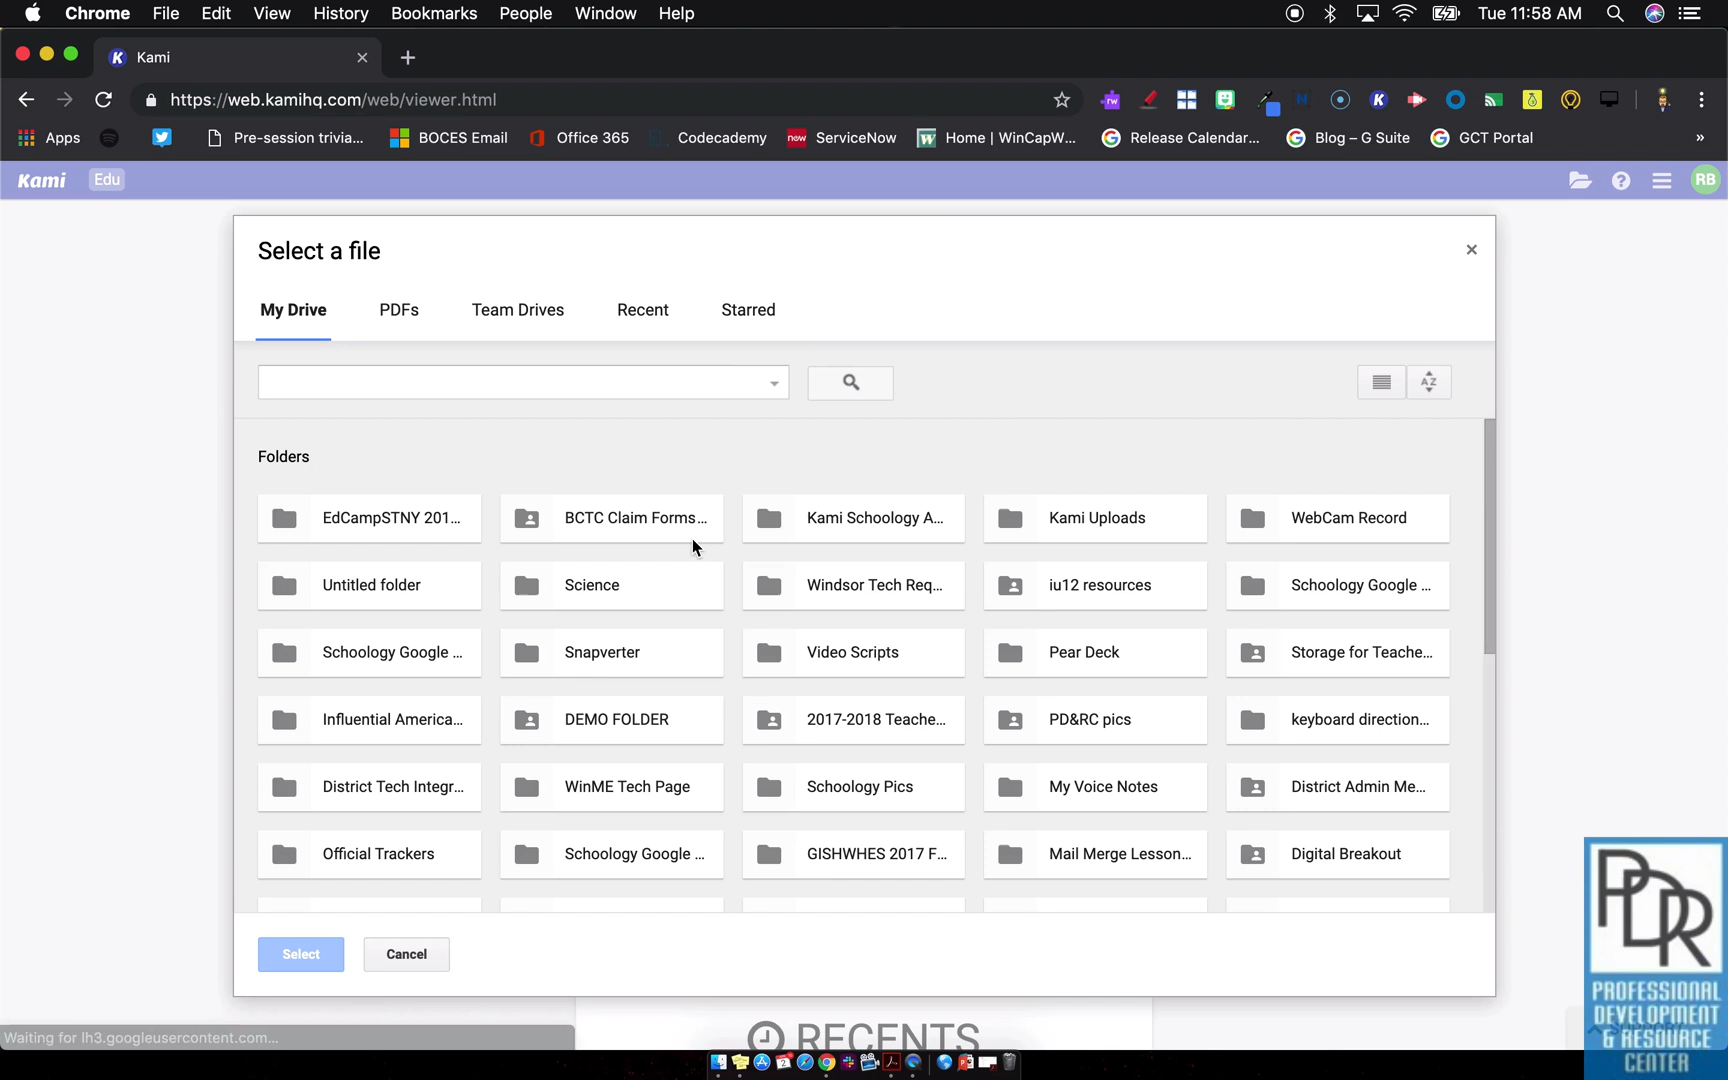 Chrome File Edit View History Bookmarks People Window Help Tue 11:58 AM
Kami
https://web.kamihq.com/web/viewer.html
Apps Pre-session trivia... BOCES Email Office 365 Codecademy now ServiceNow Home | WinCapW... Release Calendar... Blog – G Suite GCT Portal »
Kami Edu RB
Select a file
My Drive PDFs Team Drives Recent Starred
Folders
EdCampSTNY 201... BCTC Claim Forms... Kami Schoology A... Kami Uploads WebCam Record
Untitled folder Science Windsor Tech Req... iu12 resources Schoology Google ...
Schoology Google ... Snapverter Video Scripts Pear Deck Storage for Teache...
Influential America... DEMO FOLDER 2017-2018 Teache... PD&RC pics keyboard direction...
District Tech Integr... WinME Tech Page Schoology Pics My Voice Notes District Admin Me...
Official Trackers Schoology Google ... GISHWHES 2017 F... Mail Merge Lesson... Digital Breakout
Select Cancel
Waiting for lh3.googleusercontent.com...
RECENTS
PDR
PROFESSIONAL
DEVELOPMENT
& RESOURCE
CENTER